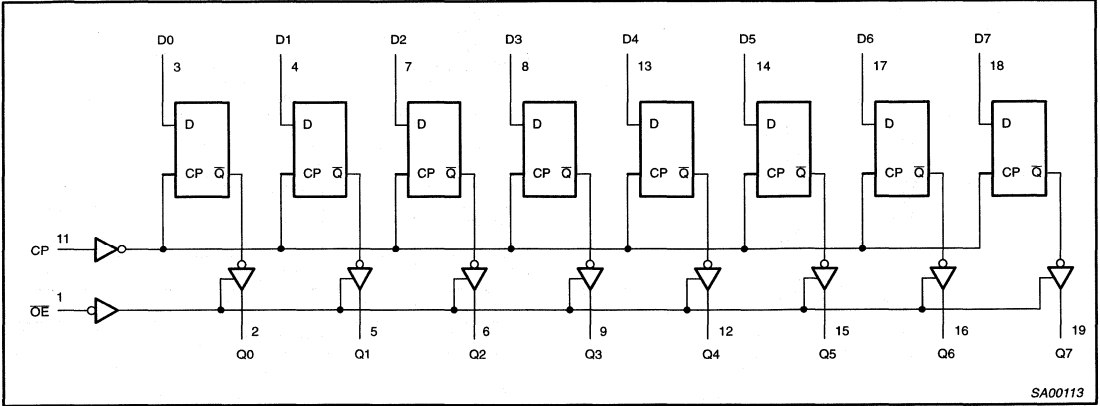 D0 D1 D2 D3 D4 D5 D6 D7
3 4 7 8 13 14 17 18
D D D D D D D D
CP Q̅ CP Q̅ CP Q̅ CP Q̅ CP Q̅ CP Q̅ CP Q̅ CP Q̅
CP 11
O̅E̅ 1
2 5 6 9 12 15 16 19
Q0 Q1 Q2 Q3 Q4 Q5 Q6 Q7
SA00113